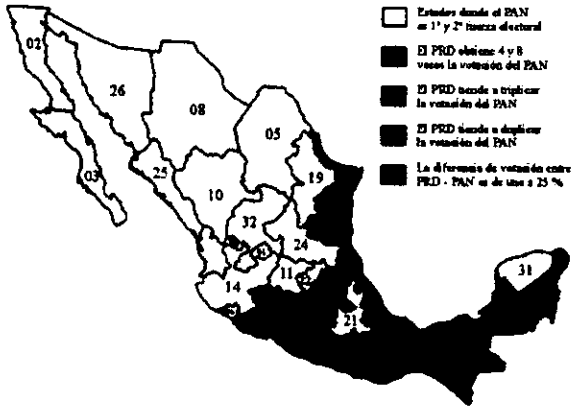 Estados donde el PAN
es 1ª y 2ª fuerza electoral
El PRD obtiene 4 y 8
veces la votación del PAN
El PRD tiende a triplicar
la votación del PAN
El PRD tiende a duplicar
la votación del PAN
La diferencia de votación entre
PRD - PAN es de uno a 25 %
02
26
08
05
03
25
10
19
32
24
14
11
31
21